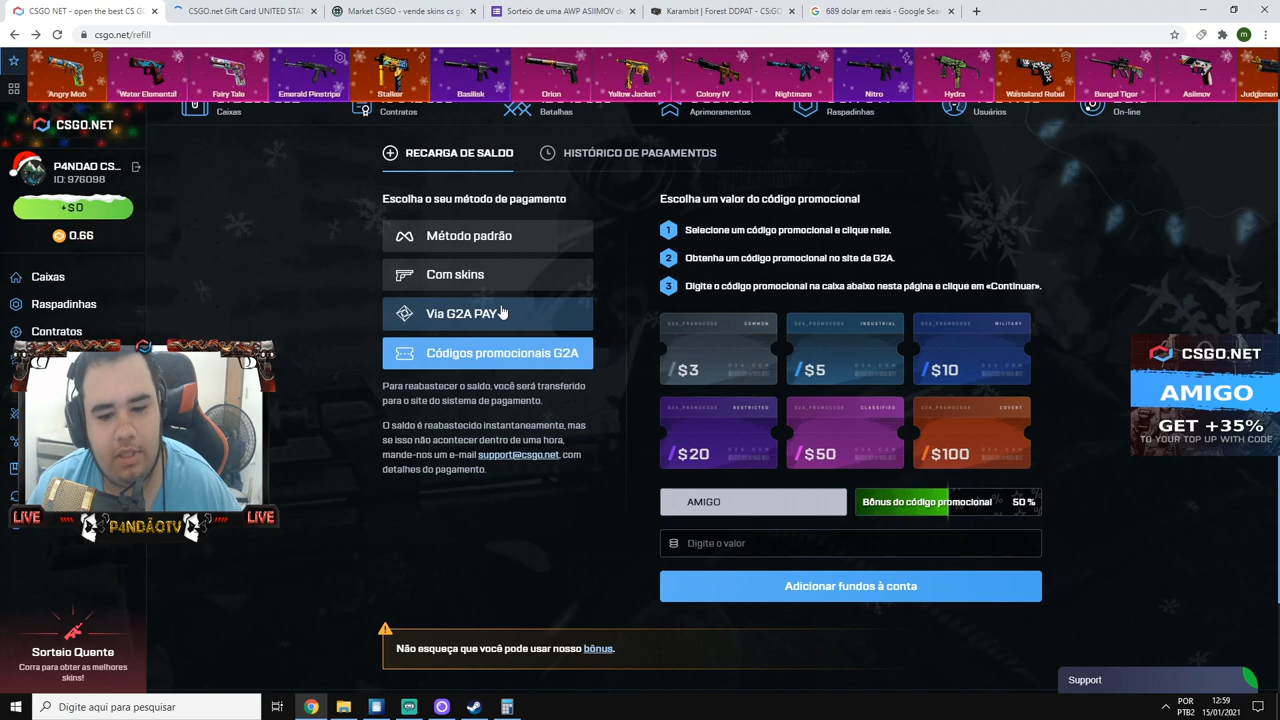 CSGO NET - open the best CS G
CSGO.net Gift Card UNITED STAT
Market CSGO - vende skins cs g
Sorteio de uma AWP ASIIMOV de
Karambit | Forest DDPAT - CSGO
689 dolar em reais - Google Sea
csgo.net/refill
m
Angry Mob
Water Elemental
Fairy Tale
Emerald Pinstripe
Stalker
Basilisk
Orion
Yellow Jacket
Colony IV
Nightmare
Nitro
Hydra
Wasteland Rebel
Bengal Tiger
Asiimov
Judgement
Caixas
Contratos
Batalhas
Aprimoramentos
Raspadinhas
Usuários
On-line
CSGO.NET
P4NDAO CS...
ID: 976098
+$0
0.66
Caixas
Raspadinhas
Contratos
RECARGA DE SALDO
HISTÓRICO DE PAGAMENTOS
Escolha o seu método de pagamento
Método padrão
Com skins
Via G2A PAY
Códigos promocionais G2A
Para reabastecer o saldo, você será transferido
para o site do sistema de pagamento.
O saldo é reabastecido instantaneamente, mas
se isso não acontecer dentro de uma hora,
mande-nos um e-mail support@csgo.net, com
detalhes do pagamento.
Escolha um valor do código promocional
1 Selecione um código promocional e clique nele.
2 Obtenha um código promocional no site da G2A.
3 Digite o código promocional na caixa abaixo nesta página e clique em «Continuar».
G2A_PROMOCODE COMMON
/$3
G2A_PROMOCODE INDUSTRIAL
/$5
G2A_PROMOCODE MILITARY
/$10
G2A_PROMOCODE RESTRICTED
/$20
G2A_PROMOCODE CLASSIFIED
/$50
G2A_PROMOCODE COVERT
/$100
AMIGO
Bônus do código promocional 50 %
Digite o valor
Adicionar fundos à conta
Não esqueça que você pode usar nosso bônus.
CSGO.NET
AMIGO
GET +35%
TO YOUR TOP UP WITH CODE
LIVE
P4NDÃOTV
LIVE
Sorteio Quente
Corra para obter as melhores
skins!
Support
Digite aqui para pesquisar
POR
PTB2
12:59
15/01/2021